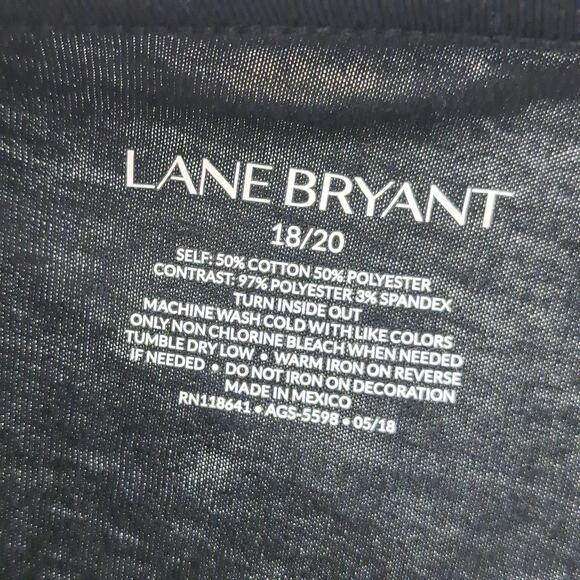 LANE BRYANT
18/20
SELF: 50% COTTON 50% POLYESTER
CONTRAST: 97% POLYESTER 3% SPANDEX
TURN INSIDE OUT
MACHINE WASH COLD WITH LIKE COLORS
ONLY NON CHLORINE BLEACH WHEN NEEDED
TUMBLE DRY LOW • WARM IRON ON REVERSE
IF NEEDED • DO NOT IRON ON DECORATION
MADE IN MEXICO
RN118641 • AGS-5598 • 05/18